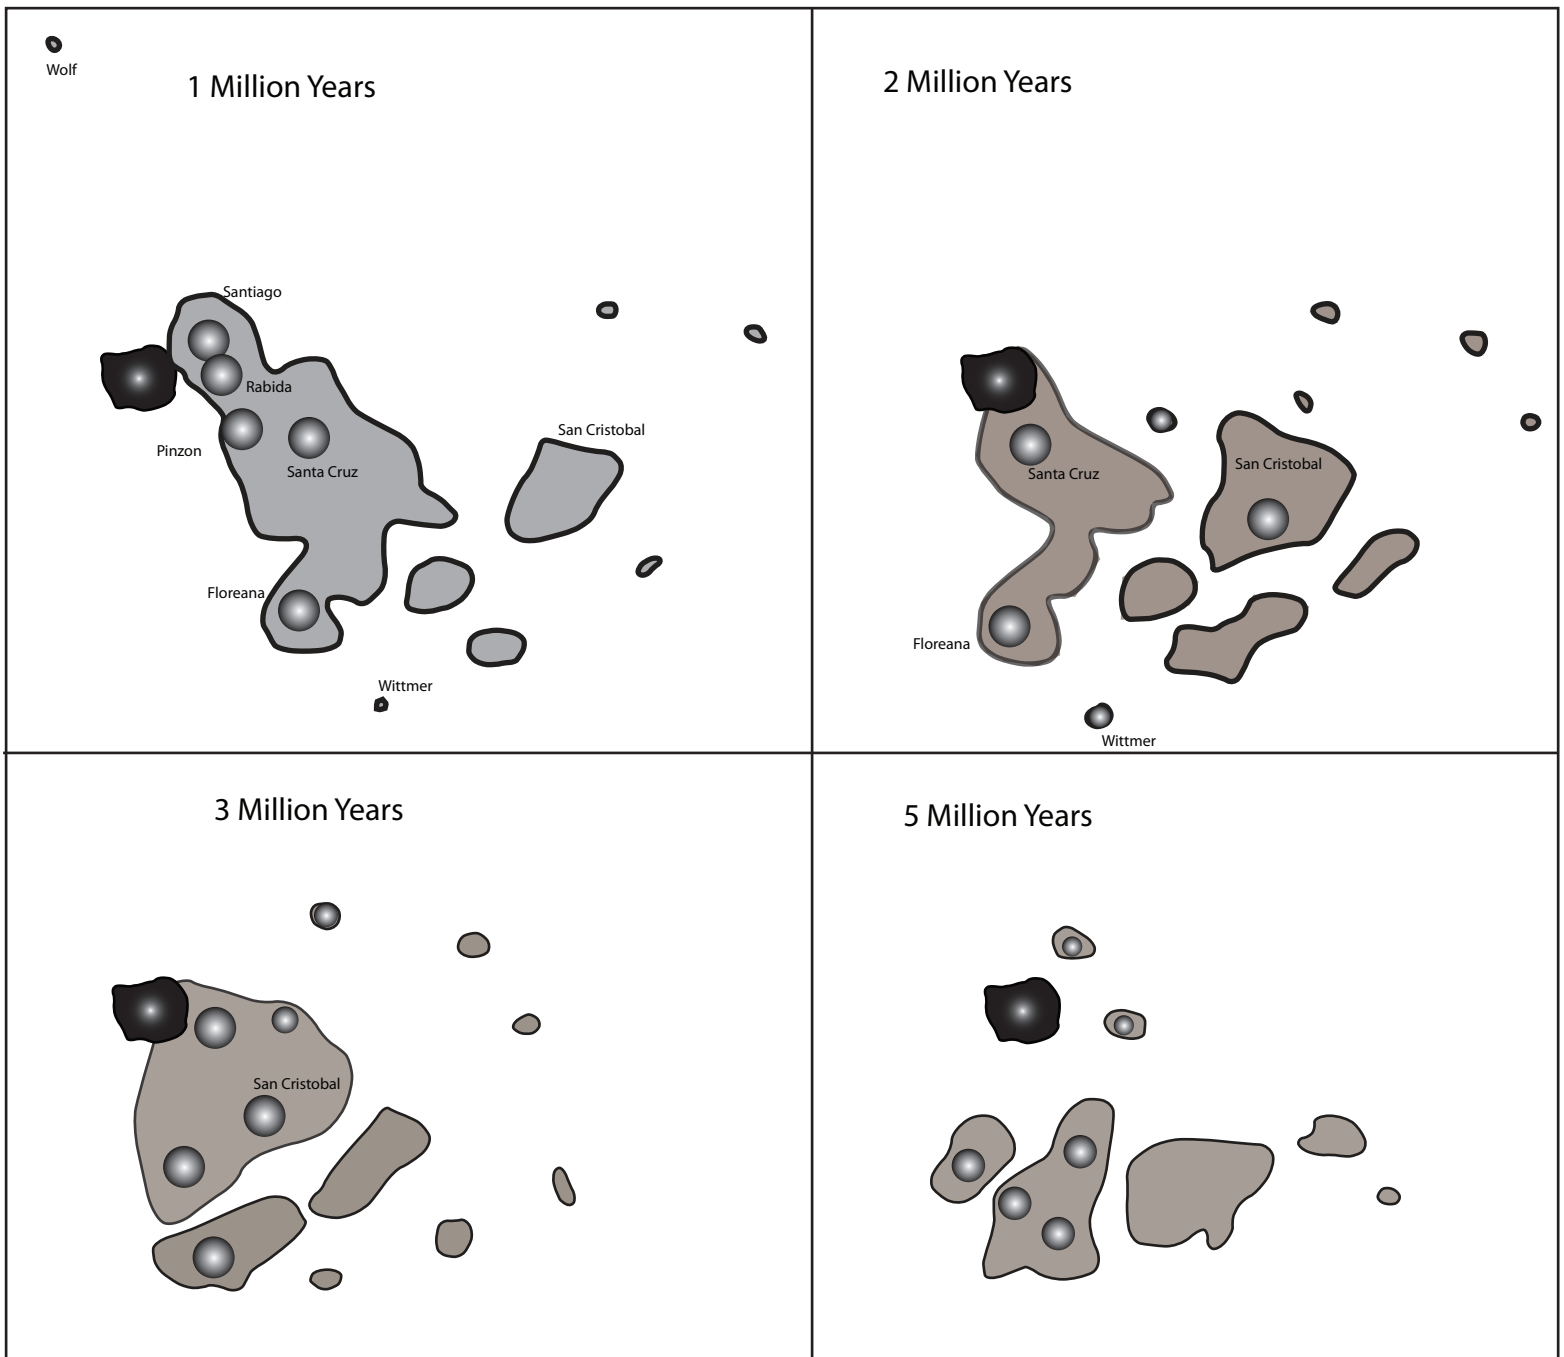 Wolf
1 Million Years
Santiago
Rabida
Pinzon
Santa Cruz
San Cristobal
Floreana
Wittmer
2 Million Years
San Cristobal
Santa Cruz
Floreana
Wittmer
3 Million Years
San Cristobal
5 Million Years